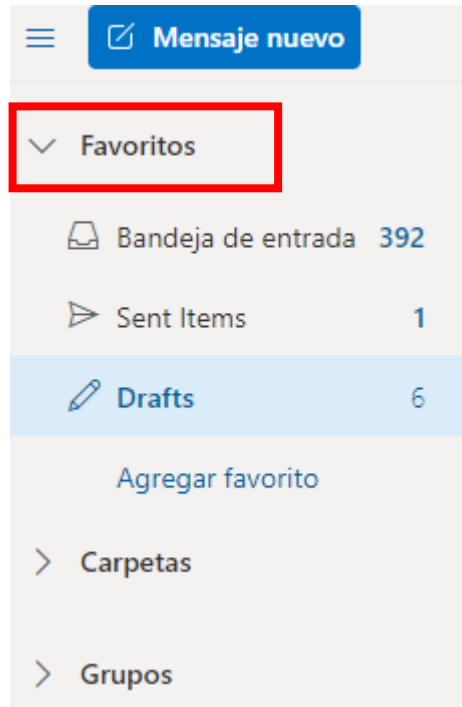 Mensaje nuevo
Favoritos
Bandeja de entrada 392
Sent Items 1
Drafts 6
Agregar favorito
Carpetas
Grupos